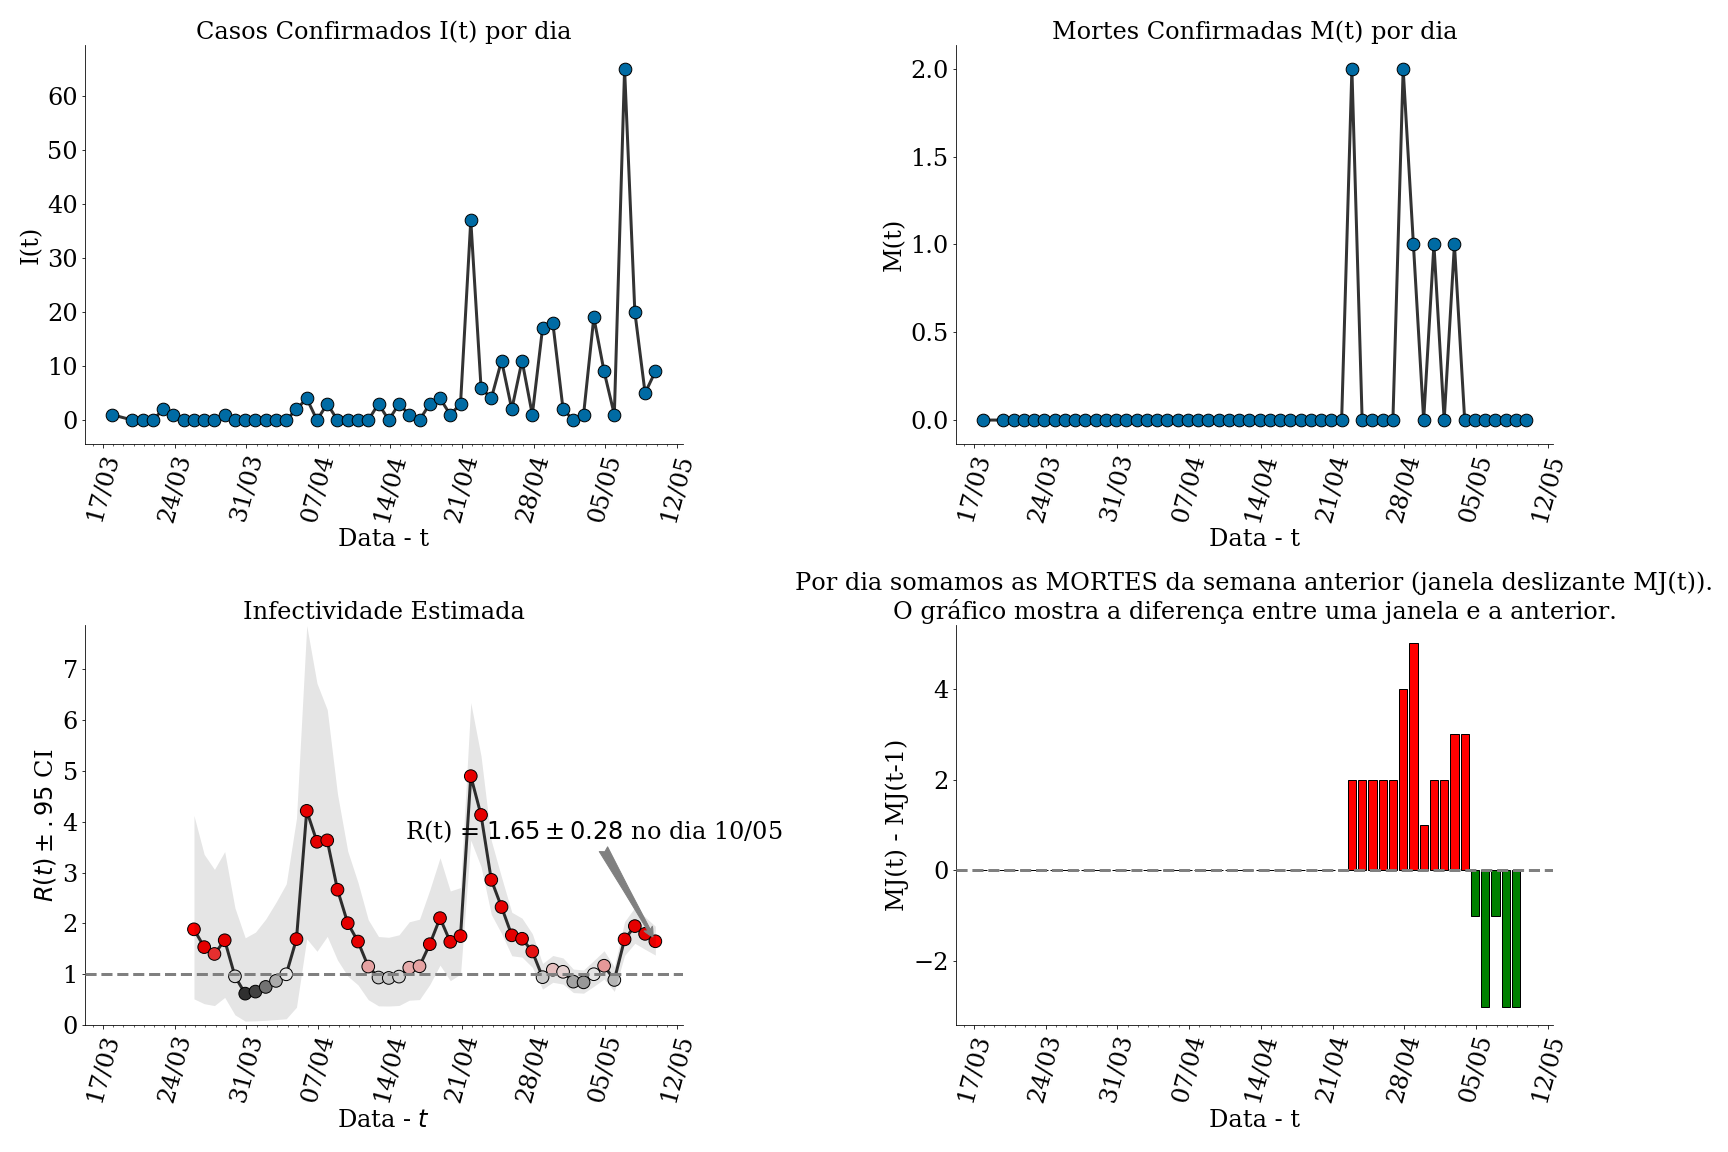 Casos Confirmados I(t) por dia
60
50
40
30
20
10
0
I(t)
17/03 24/03 31/03 07/04 14/04 21/04 28/04 05/05 12/05
Data - t
Mortes Confirmadas M(t) por dia
2.0
1.5
1.0
0.5
0.0
M(t)
17/03 24/03 31/03 07/04 14/04 21/04 28/04 05/05 12/05
Data - t
Infectividade Estimada
7
6
5
4
3
2
1
0
R(t) ± .95 CI
R(t) = 1.65 ± 0.28 no dia 10/05
17/03 24/03 31/03 07/04 14/04 21/04 28/04 05/05 12/05
Data - t
Por dia somamos as MORTES da semana anterior (janela deslizante MJ(t)).
O gráfico mostra a diferença entre uma janela e a anterior.
4
2
0
−2
MJ(t) - MJ(t-1)
17/03 24/03 31/03 07/04 14/04 21/04 28/04 05/05 12/05
Data - t